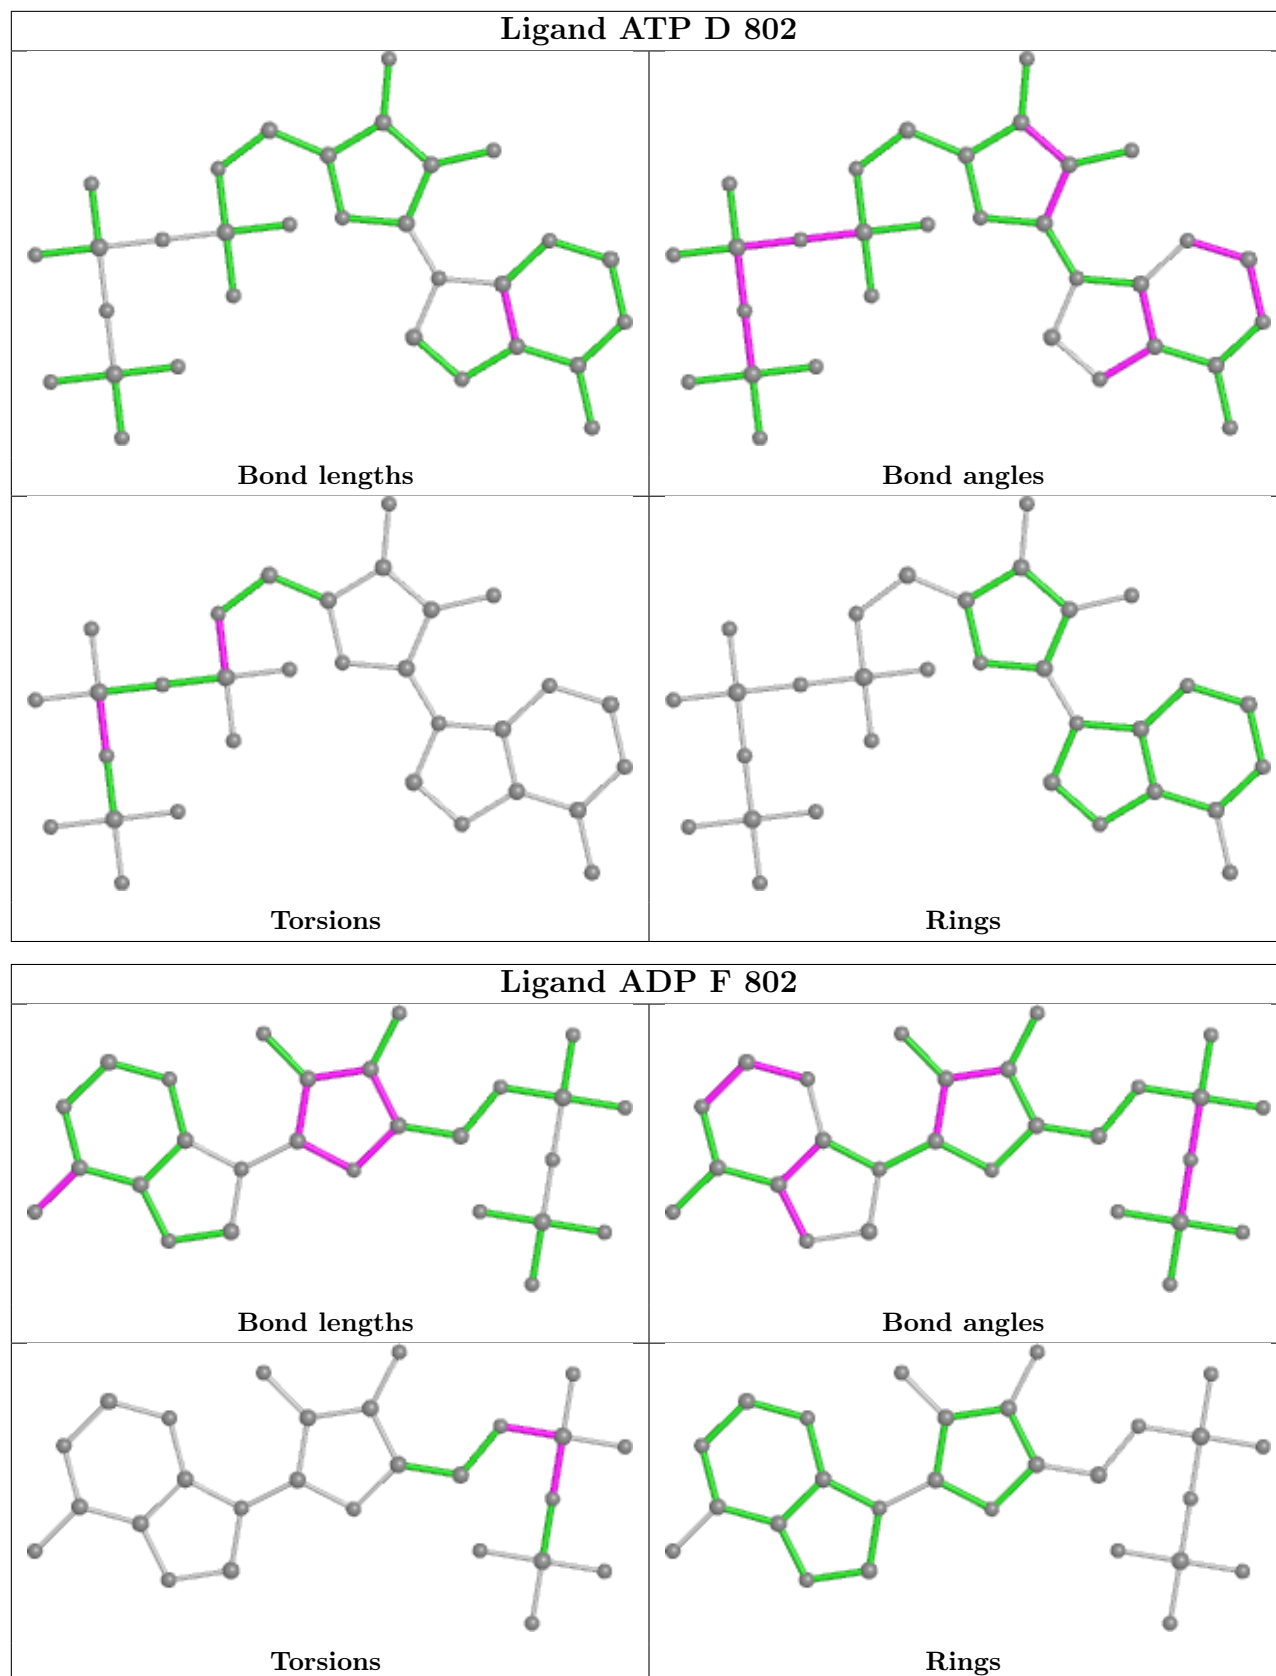 Ligand ATP D 802
Bond lengths
Bond angles
Torsions
Rings
Ligand ADP F 802
Bond lengths
Bond angles
Torsions
Rings